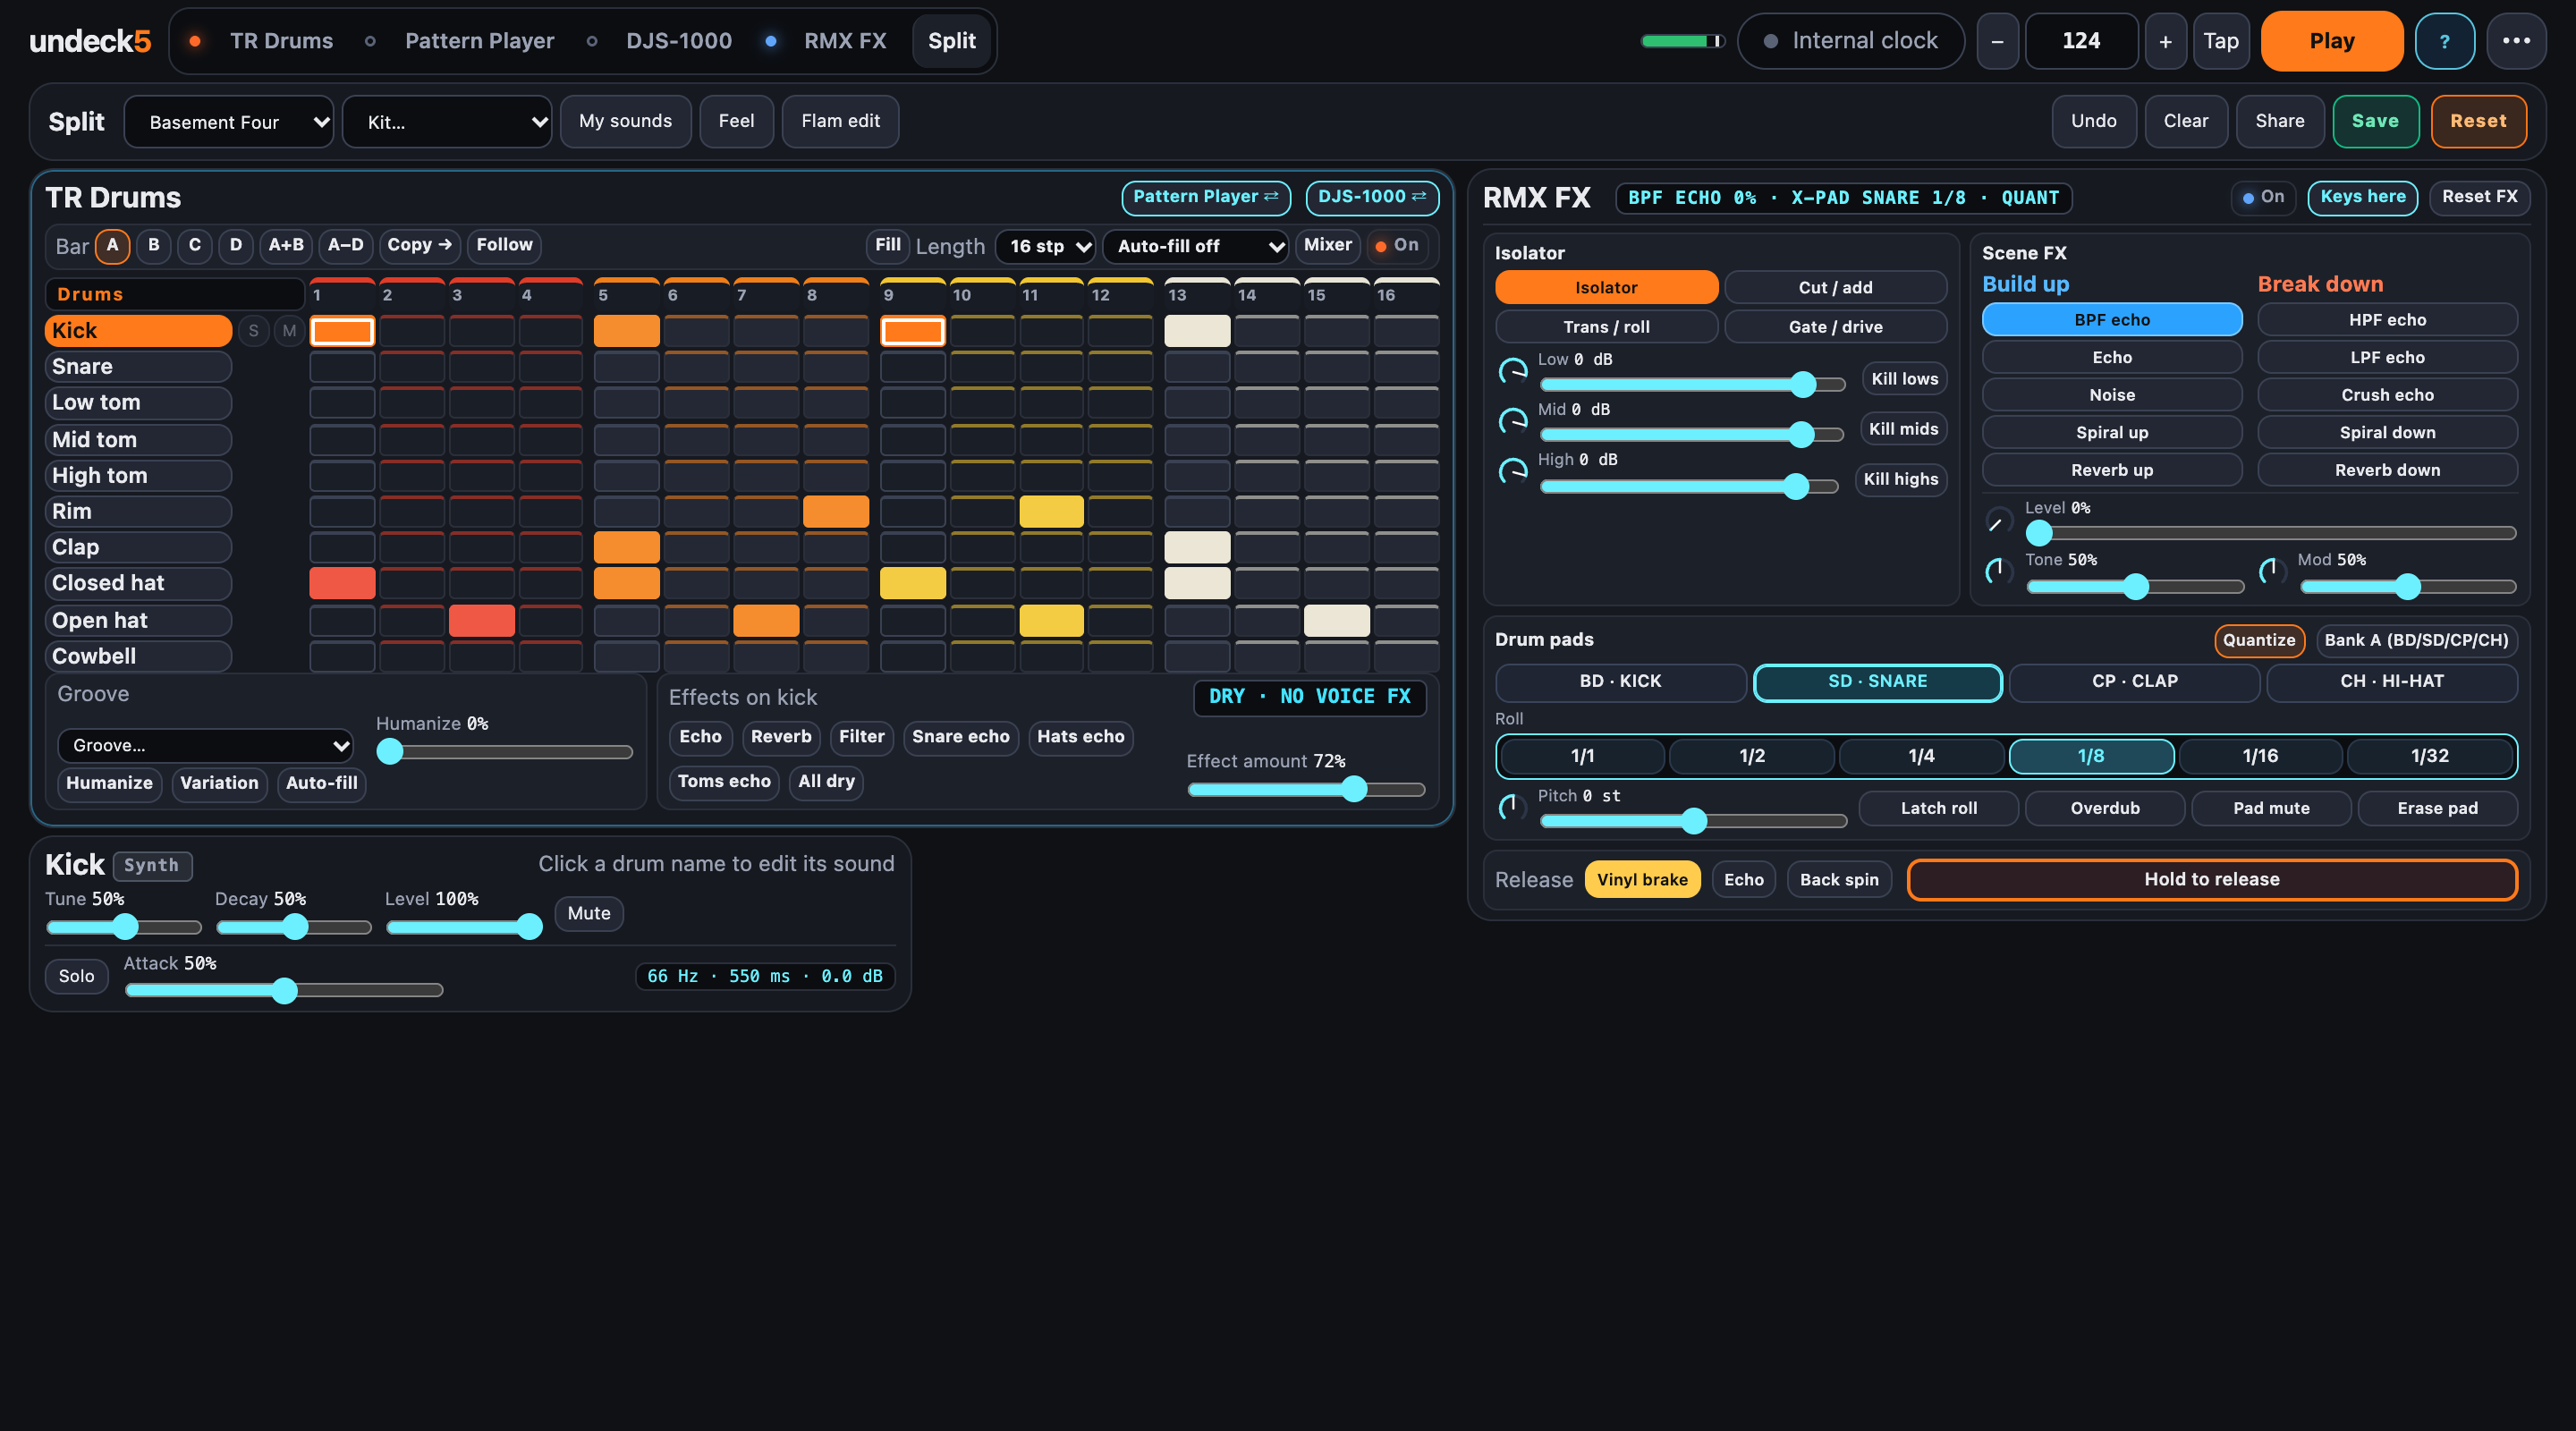 undeck5 TR Drums Pattern Player DJS-1000 RMX FX Split Internal clock – 124 + Tap Play ? •••
Split Basement Four Kit... My sounds Feel Flam edit Undo Clear Share Save Reset
TR Drums Pattern Player ⇄ DJS-1000 ⇄
Bar A B C D A+B A–D Copy → Follow Fill Length 16 stp Auto-fill off Mixer On
Drums 1 2 3 4 5 6 7 8 9 10 11 12 13 14 15 16
Kick S M
Snare
Low tom
Mid tom
High tom
Rim
Clap
Closed hat
Open hat
Cowbell
Groove
Groove...
Humanize 0%
Humanize Variation Auto-fill
Effects on kick DRY · NO VOICE FX
Echo Reverb Filter Snare echo Hats echo
Toms echo All dry
Effect amount 72%
Kick Synth Click a drum name to edit its sound
Tune 50% Decay 50% Level 100% Mute
Solo Attack 50% 66 Hz · 550 ms · 0.0 dB
RMX FX BPF ECHO 0% · X-PAD SNARE 1/8 · QUANT On Keys here Reset FX
Isolator
Isolator Cut / add
Trans / roll Gate / drive
Low 0 dB Kill lows
Mid 0 dB Kill mids
High 0 dB Kill highs
Scene FX
Build up Break down
BPF echo HPF echo
Echo LPF echo
Noise Crush echo
Spiral up Spiral down
Reverb up Reverb down
Level 0%
Tone 50% Mod 50%
Drum pads Quantize Bank A (BD/SD/CP/CH)
BD · KICK SD · SNARE CP · CLAP CH · HI-HAT
Roll
1/1 1/2 1/4 1/8 1/16 1/32
Pitch 0 st Latch roll Overdub Pad mute Erase pad
Release Vinyl brake Echo Back spin Hold to release